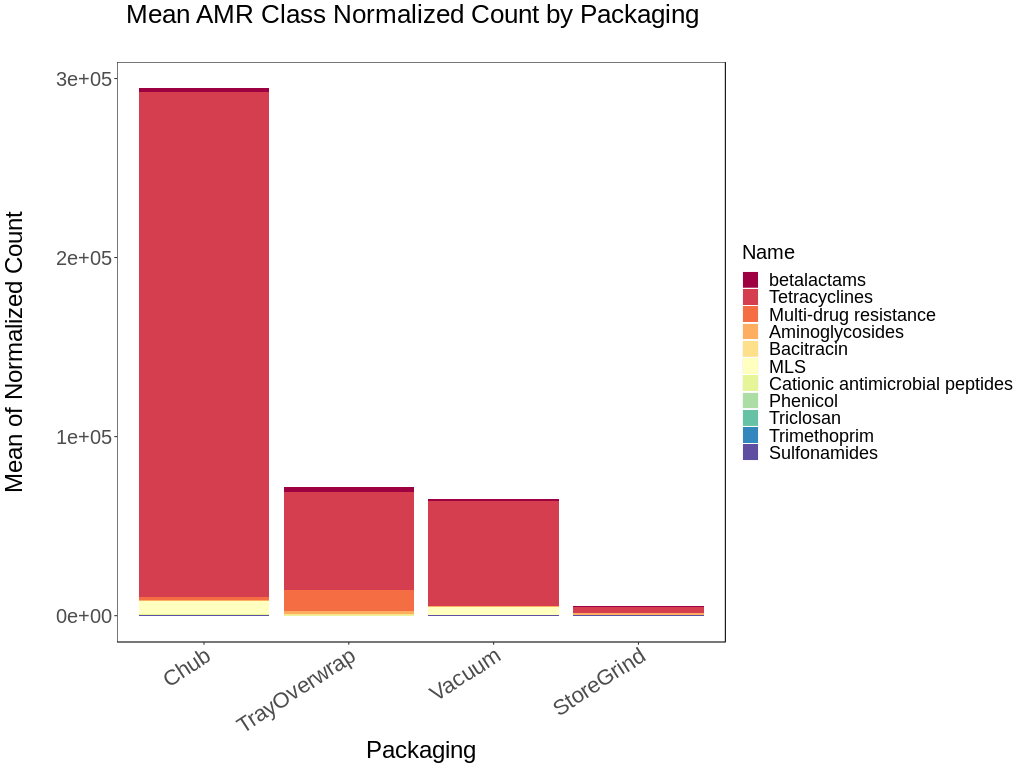 Mean AMR Class Normalized Count by Packaging
3e+05
2e+05
1e+05
0e+00
Mean of Normalized Count
Chub
TrayOverwrap
Vacuum
StoreGrind
Packaging
Name
betalactams
Tetracyclines
Multi-drug resistance
Aminoglycosides
Bacitracin
MLS
Cationic antimicrobial peptides
Phenicol
Triclosan
Trimethoprim
Sulfonamides